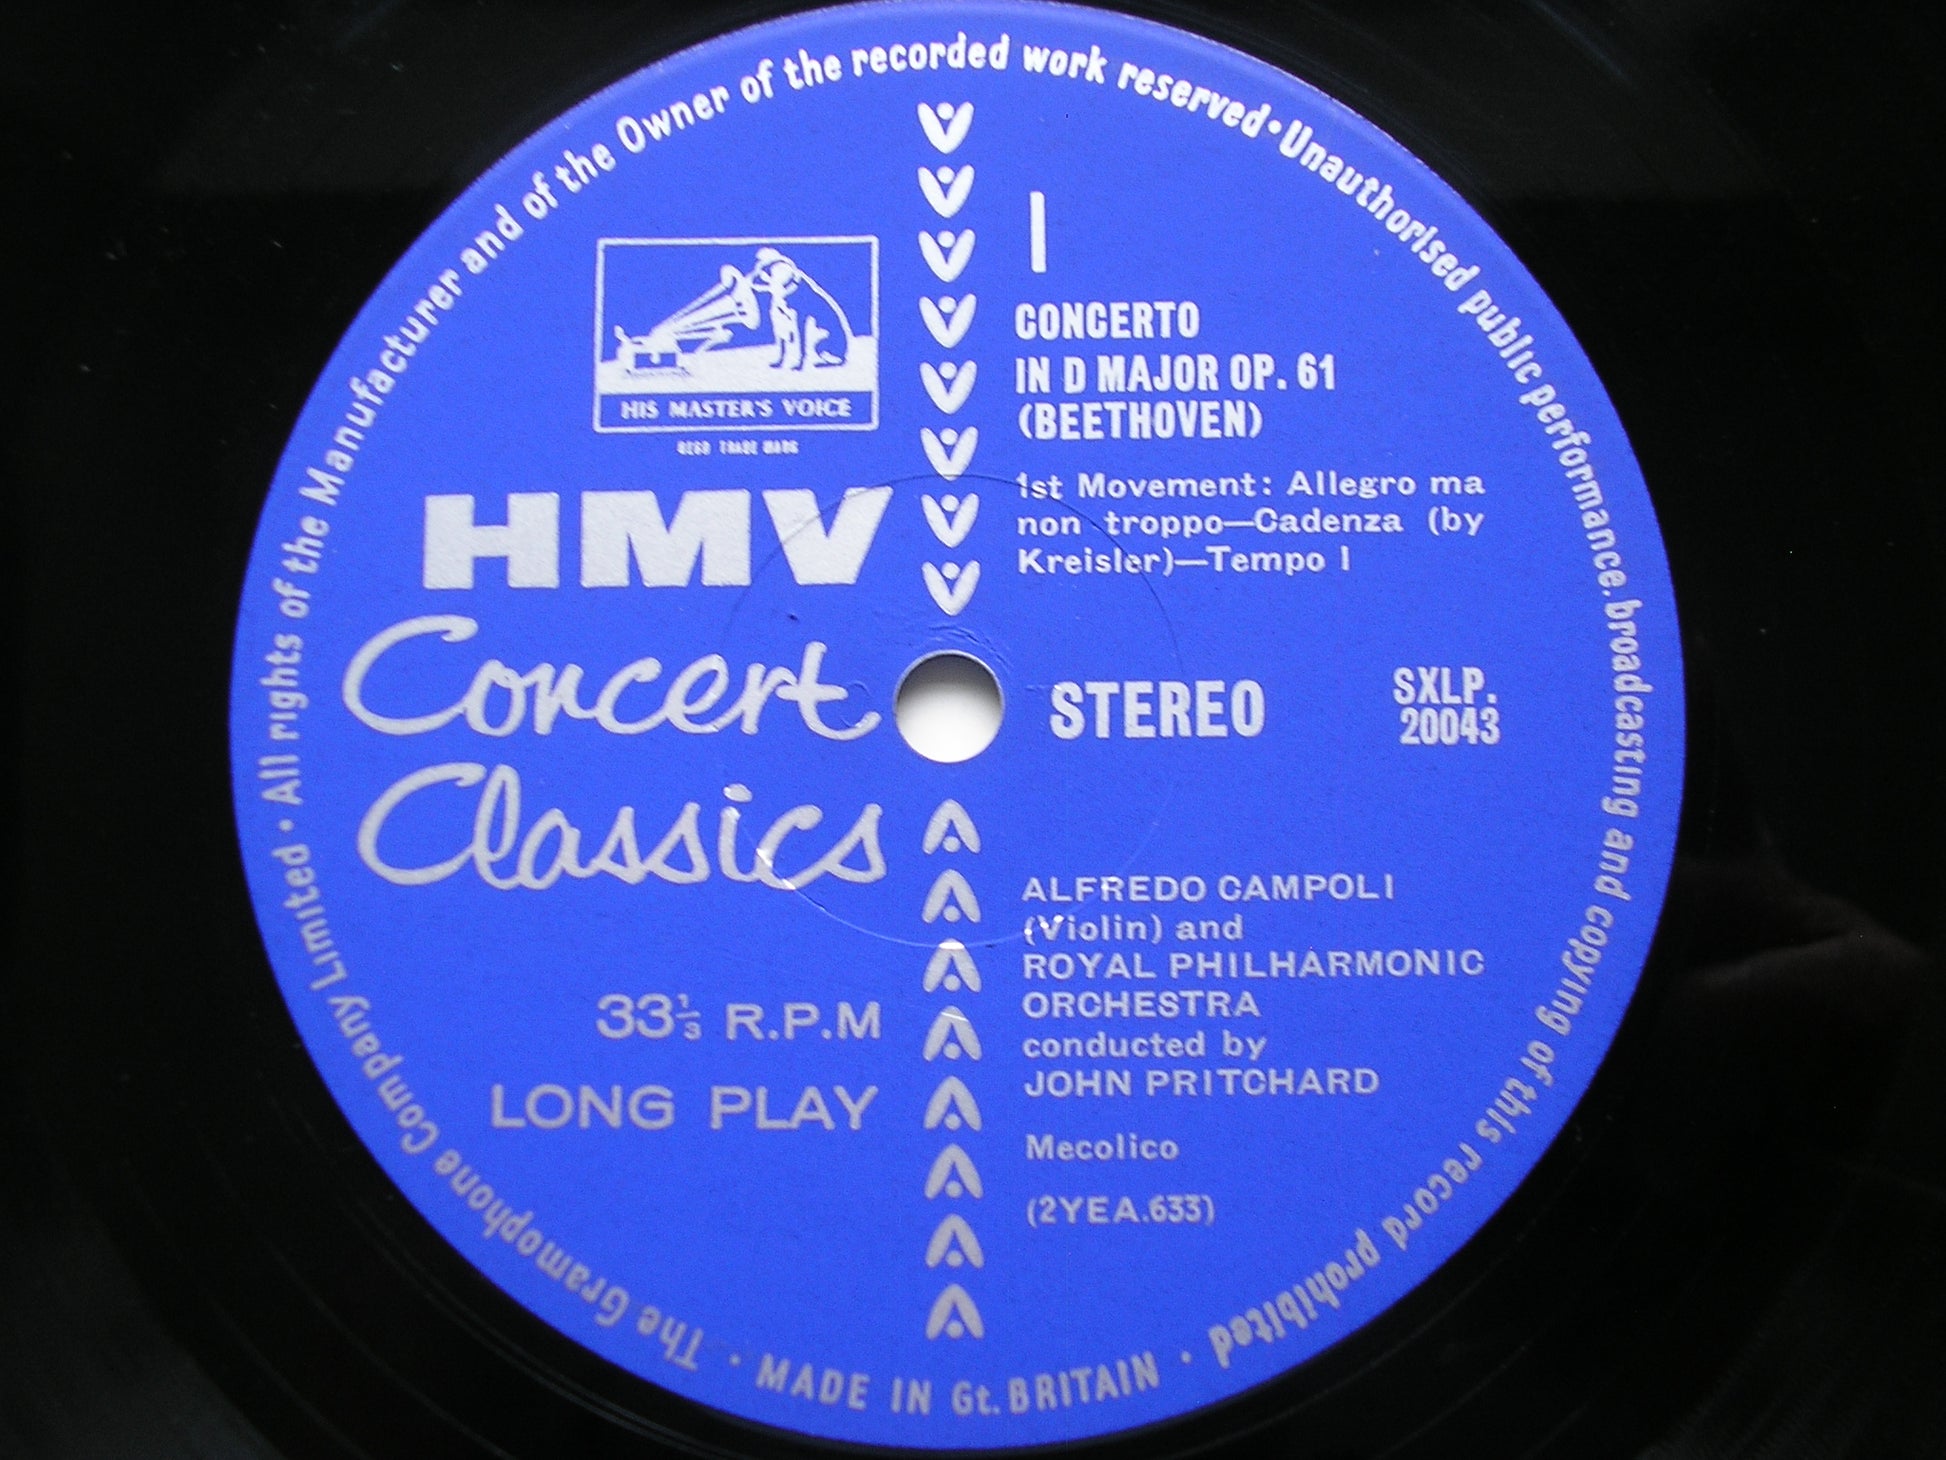 The Gramophone Company Limited · All rights of the Manufacturer and of the Owner of the recorded work reserved · Unauthorised public performance. broadcasting and copying of this record prohibited · MADE IN Gt. BRITAIN ·
HIS MASTER'S VOICE
REGD TRADE MARK
HMV
Concert
Classics
33⅓ R.P.M
LONG PLAY
1
CONCERTO
IN D MAJOR OP. 61
(BEETHOVEN)
1st Movement: Allegro ma
non troppo—Cadenza (by
Kreisler)—Tempo I
STEREO
SXLP.
20043
ALFREDO CAMPOLI
(Violin) and
ROYAL PHILHARMONIC
ORCHESTRA
conducted by
JOHN PRITCHARD
Mecolico
(2YEA.633)